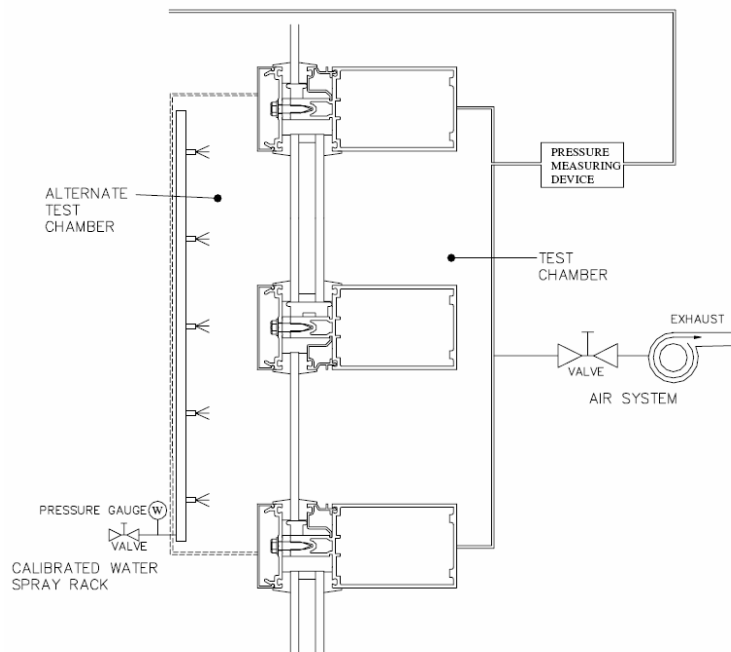 PRESSURE
MEASURING
DEVICE
ALTERNATE
TEST
CHAMBER
TEST
CHAMBER
EXHAUST
VALVE
AIR SYSTEM
PRESSURE GAUGE
W
VALVE
CALIBRATED WATER
SPRAY RACK